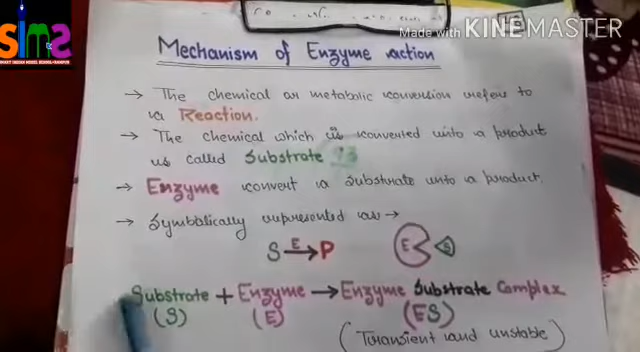 Made with KINEMASTER
SIMS
Mechanism of Enzyme action
→ The chemical or metabolic conversion refers to
a Reaction.
→ The chemical which is converted into a product
is called Substrate 's
→ Enzyme convert a substrate into a product.
→ Symbolically represented as →
S E→ P E S
Substrate + Enzyme → Enzyme Substrate Complex
(S) (E) (ES)
(Transient and unstable)